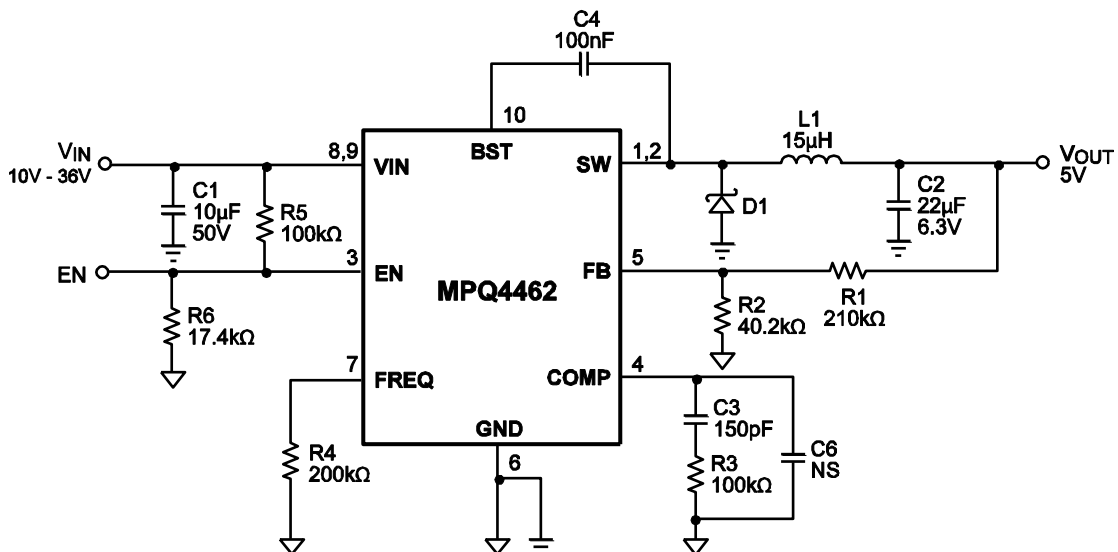 C4
100nF
10
BST
VIN
10V - 36V
8,9
VIN
SW
1,2
L1
15µH
VOUT
5V
C1
10µF
50V
R5
100kΩ
D1
C2
22µF
6.3V
EN
3
EN
MPQ4462
FB
5
R1
210kΩ
R2
40.2kΩ
R6
17.4kΩ
7
FREQ
COMP
4
GND
6
R4
200kΩ
C3
150pF
R3
100kΩ
C6
NS